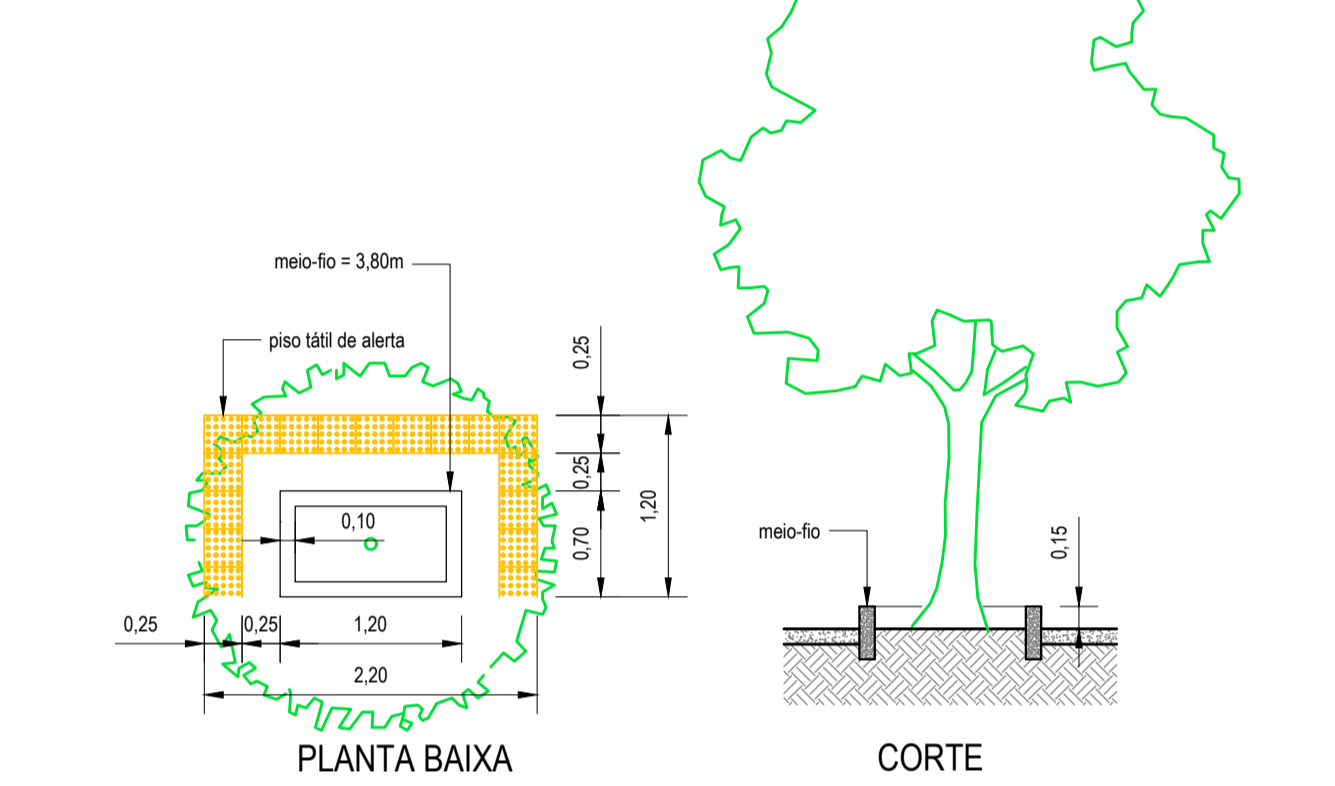 meio-fio = 3,80m
piso tátil de alerta
0,25
0,25
1,20
0,70
0,10
0,25
0,25
1,20
2,20
PLANTA BAIXA
meio-fio
0,15
CORTE